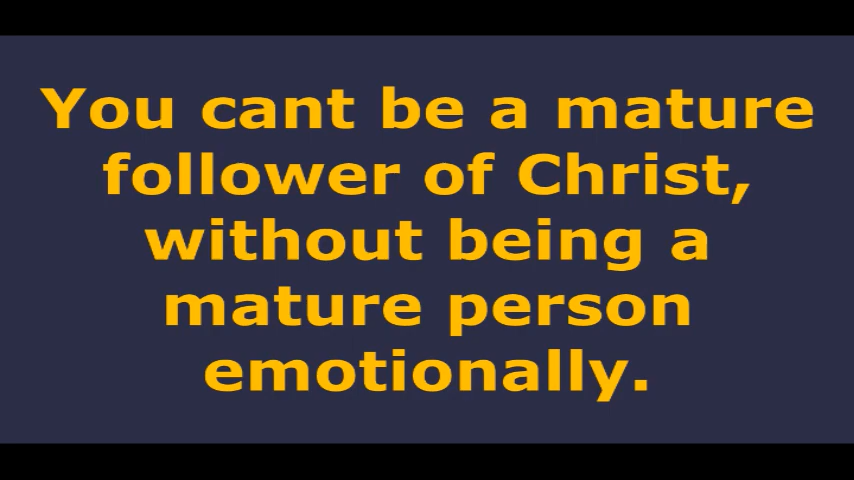 You cant be a mature
follower of Christ,
without being a
mature person
emotionally.